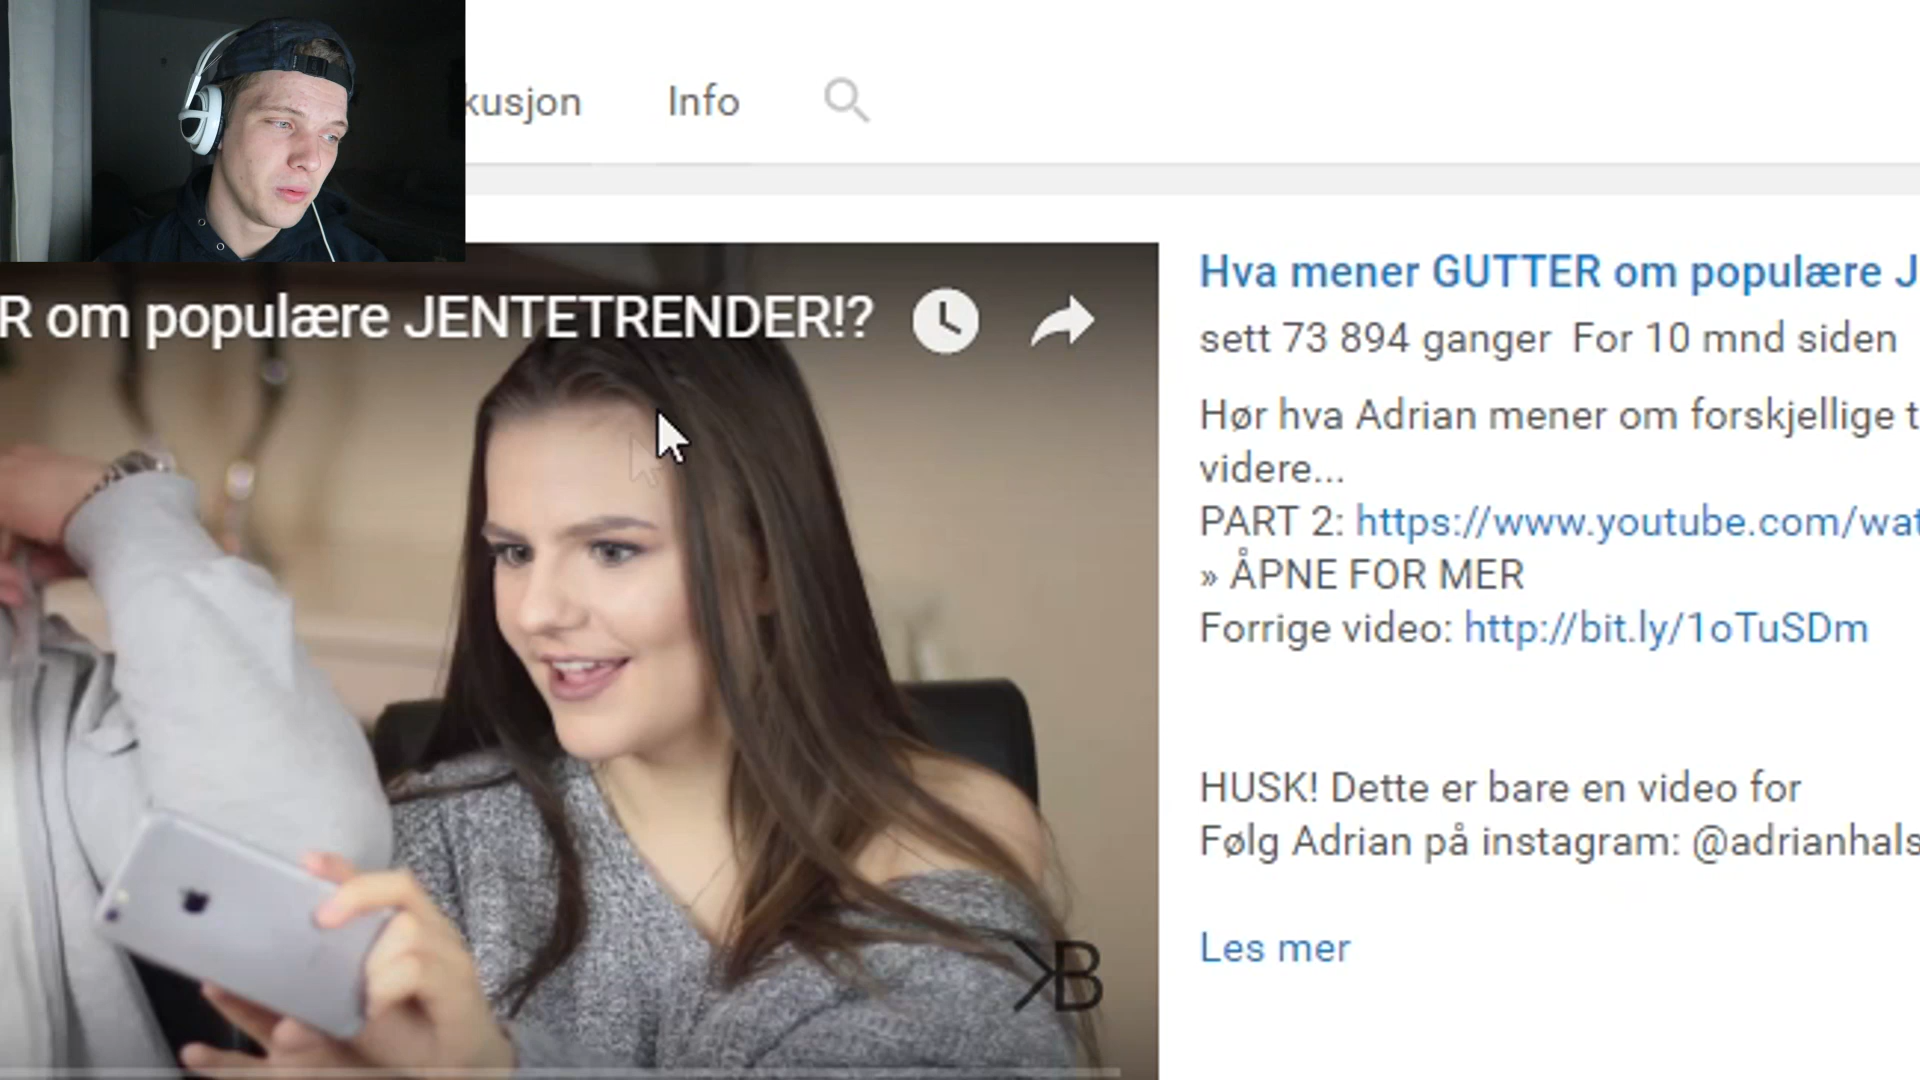 kusjon Info
R om populære JENTETRENDER!?
Hva mener GUTTER om populære J
sett 73 894 ganger For 10 mnd siden
Hør hva Adrian mener om forskjellige t
videre...
PART 2: https://www.youtube.com/wat
» ÅPNE FOR MER
Forrige video: http://bit.ly/1oTuSDm
HUSK! Dette er bare en video for
Følg Adrian på instagram: @adrianhals
Les mer
KB